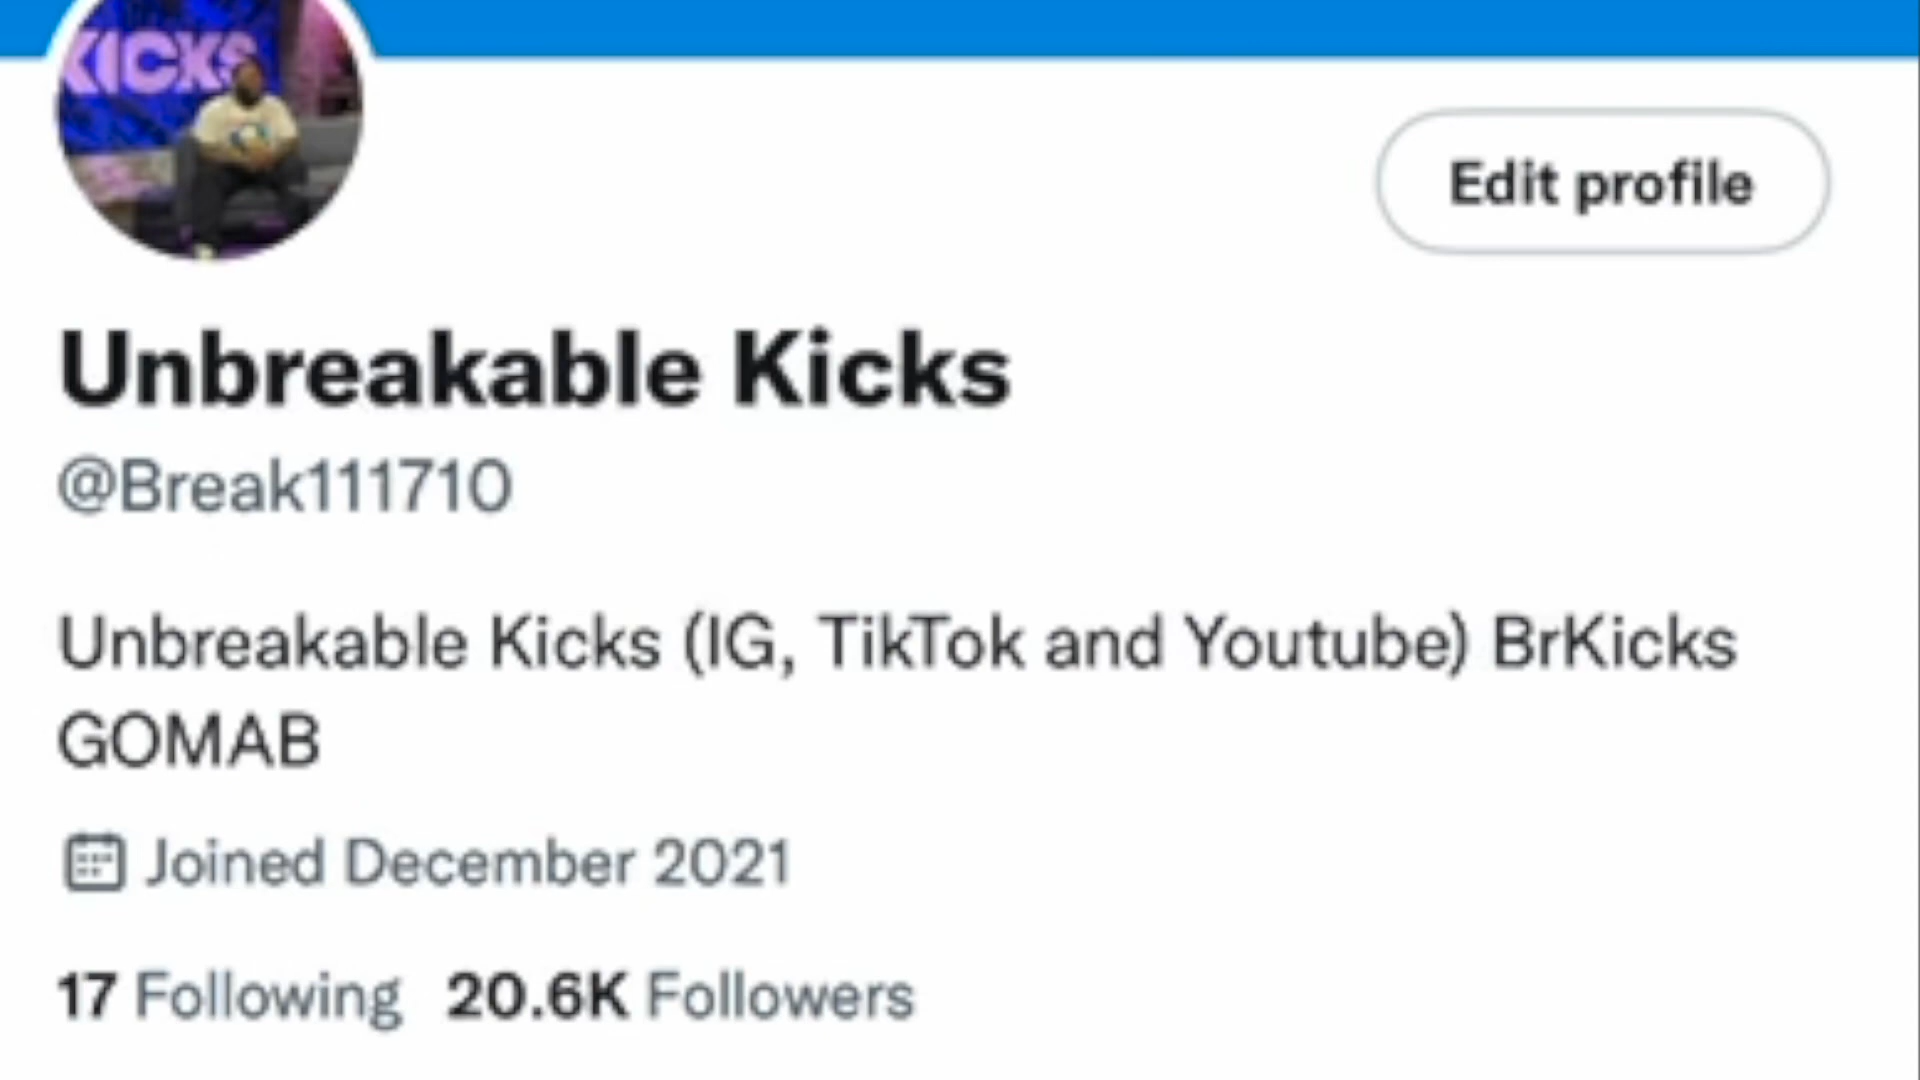 KICKS
Edit profile
Unbreakable Kicks
@Break111710
Unbreakable Kicks (IG, TikTok and Youtube) BrKicks
GOMAB
Joined December 2021
17 Following 20.6K Followers